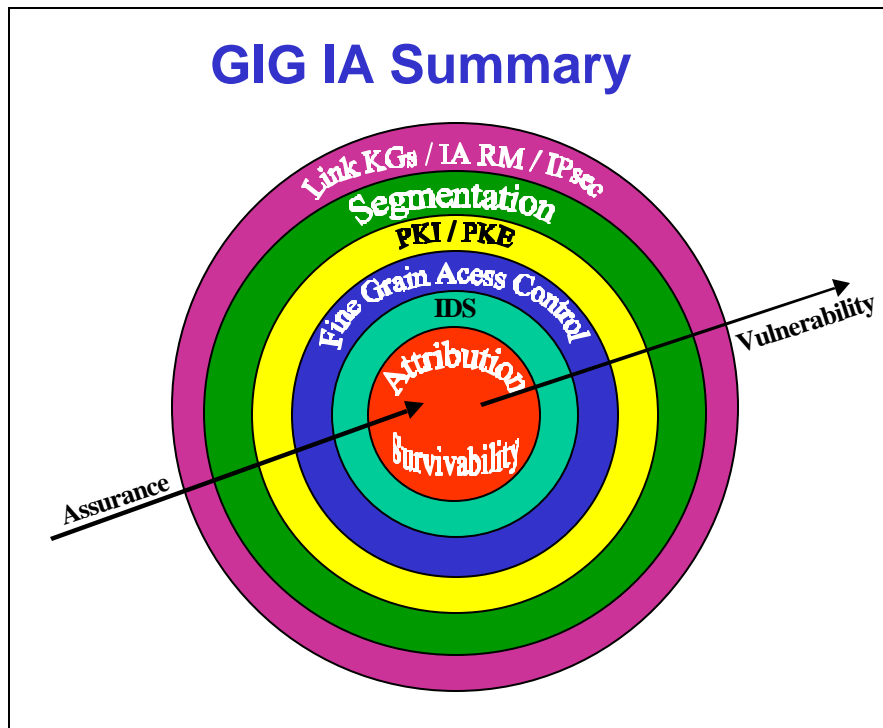 GIG IA Summary
Link KGs / IA RM / IPsec
Segmentation
PKI / PKE
Fine Grain Acess Control
IDS
Attribution
Survivability
Vulnerability
Assurance